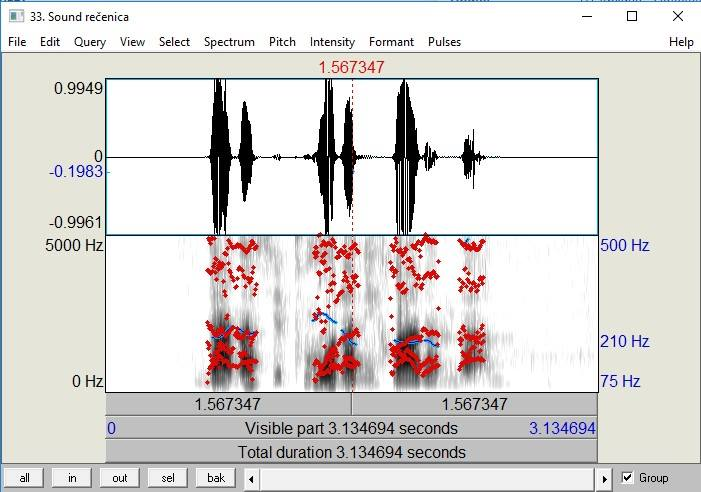 33. Sound rečenica
File Edit Query View Select Spectrum Pitch Intensity Formant Pulses Help
1.567347
0.9949
0
-0.1983
-0.9961
5000 Hz 500 Hz
210 Hz
0 Hz 75 Hz
1.567347 1.567347
0 Visible part 3.134694 seconds 3.134694
Total duration 3.134694 seconds
all in out sel bak Group